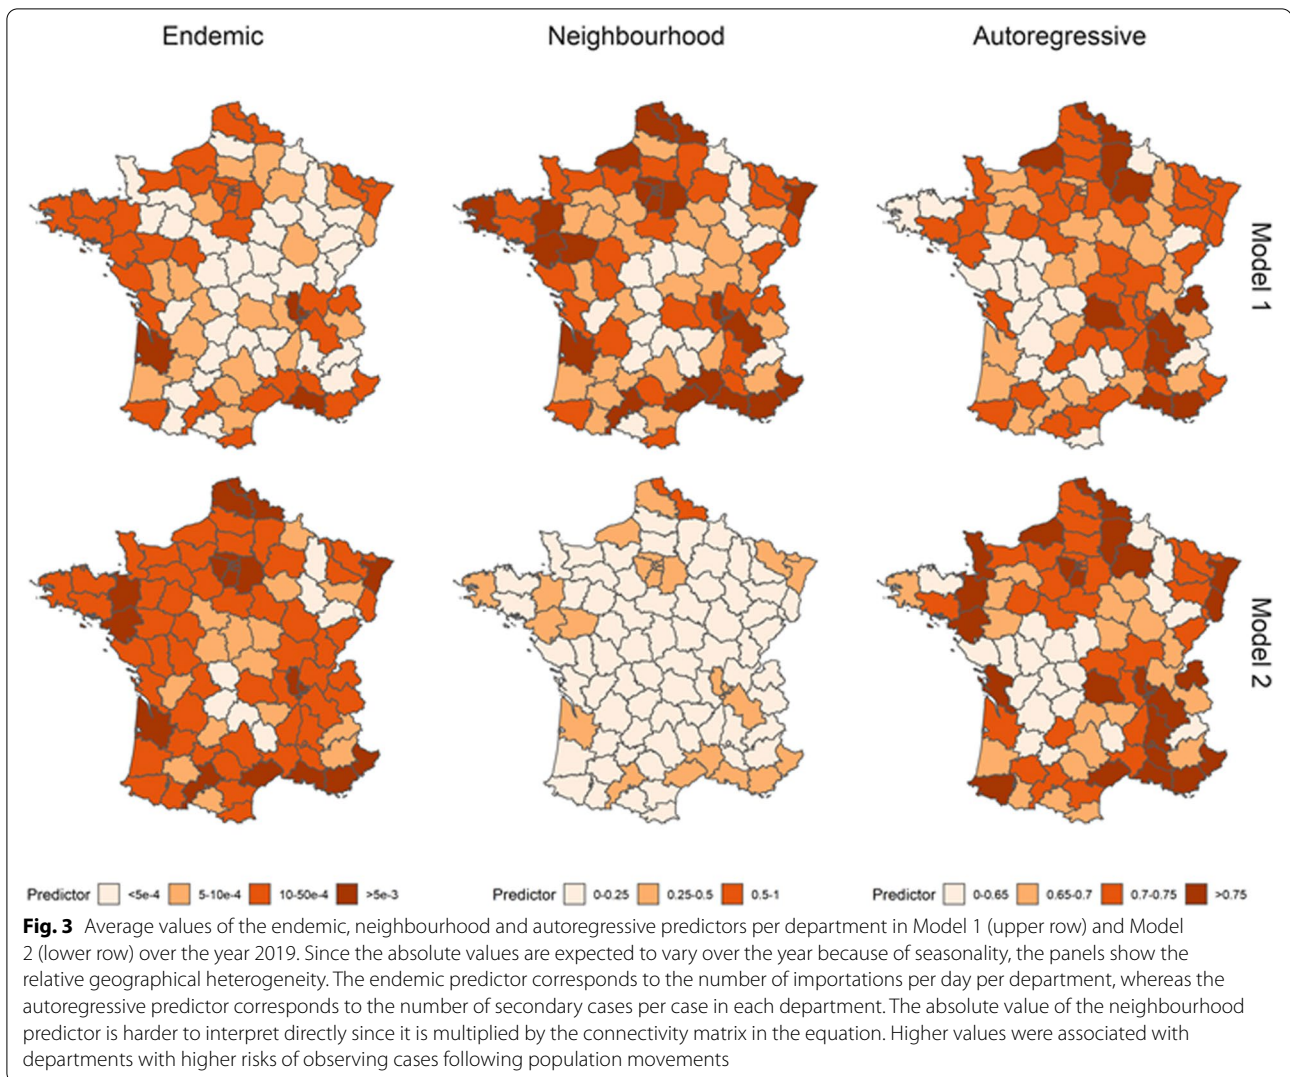 Endemic
Neighbourhood
Autoregressive
Model 1
Model 2
Predictor <5e-4 5-10e-4 10-50e-4 >5e-3
Predictor 0-0.25 0.25-0.5 0.5-1
Predictor 0-0.65 0.65-0.7 0.7-0.75 >0.75
Fig. 3 Average values of the endemic, neighbourhood and autoregressive predictors per department in Model 1 (upper row) and Model
2 (lower row) over the year 2019. Since the absolute values are expected to vary over the year because of seasonality, the panels show the
relative geographical heterogeneity. The endemic predictor corresponds to the number of importations per day per department, whereas the
autoregressive predictor corresponds to the number of secondary cases per case in each department. The absolute value of the neighbourhood
predictor is harder to interpret directly since it is multiplied by the connectivity matrix in the equation. Higher values were associated with
departments with higher risks of observing cases following population movements